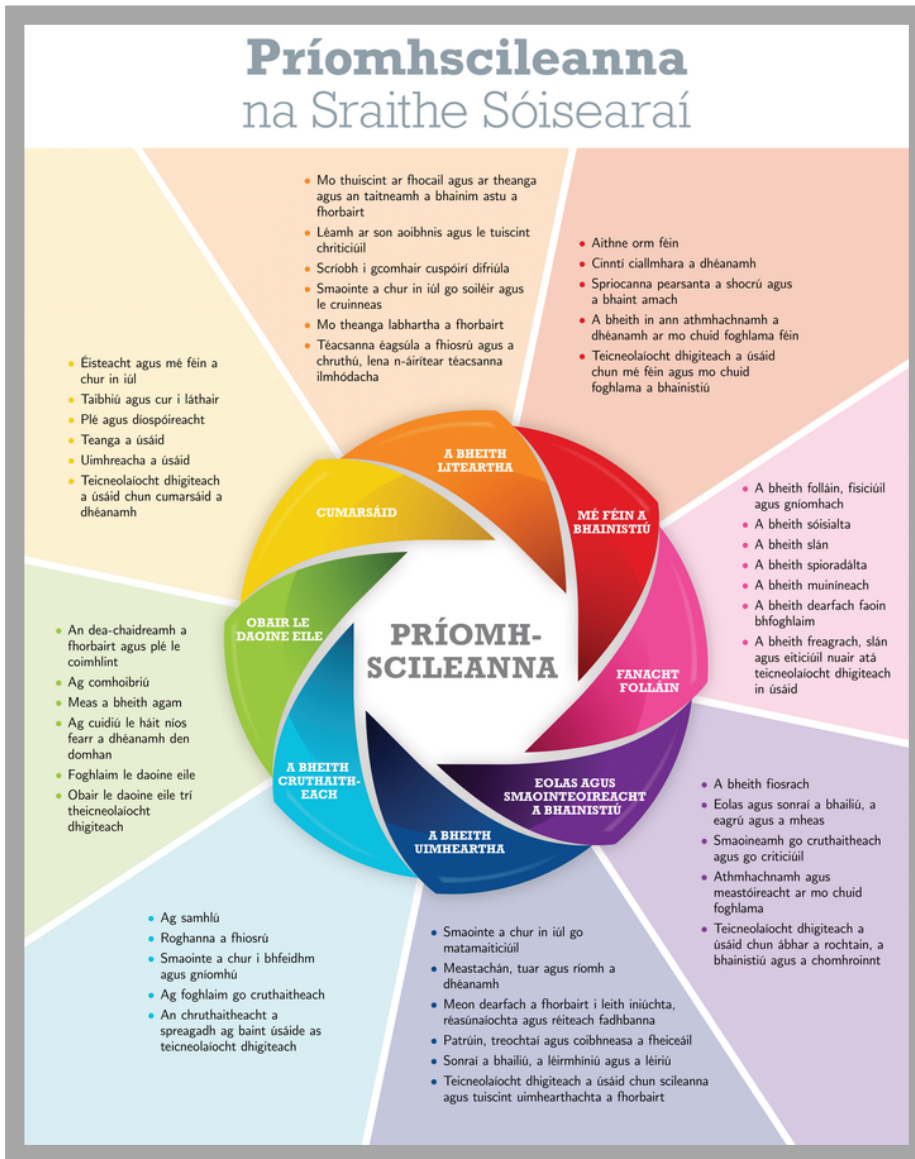 Príomhscileanna
na Sraithe Sóisearaí
• Mo thuiscint ar fhocail agus ar theanga
agus an taitneamh a bhainim astu a
fhorbairt
• Léamh ar son aoibhnis agus le tuiscint
chriticiúil
• Scríobh i gcomhair cuspóirí difriúla
• Smaointe a chur in iúl go soiléir agus
le cruinneas
• Mo theanga labhartha a fhorbairt
• Téacsanna éagsúla a fhiosrú agus a
chruthú, lena n-áirítear téacsanna
ilmhódacha
• Aithne orm féin
• Cinntí ciallmhara a dhéanamh
• Spriocanna pearsanta a shocrú agus
a bhaint amach
• A bheith in ann athmhachnamh a
dhéanamh ar mo chuid foghlama féin
• Teicneolaíocht dhigiteach a úsáid
chun mé féin agus mo chuid
foghlama a bhainistiú
• Éisteacht agus mé féin a
chur in iúl
• Taibhiú agus cur i láthair
• Plé agus díospóireacht
• Teanga a úsáid
• Uimhreacha a úsáid
• Teicneolaíocht dhigiteach
a úsáid chun cumarsáid a
dhéanamh
• A bheith folláin, fisiciúil
agus gníomhach
• A bheith sóisialta
• A bheith slán
• A bheith spioradálta
• A bheith muiníneach
• A bheith dearfach faoin
bhfoghlaim
• A bheith freagrach, slán
agus eiticiúil nuair atá
teicneolaíocht dhigiteach
in úsáid
A BHEITH
LITEARTHA
MÉ FÉIN A
BHAINISTIÚ
CUMARSÁID
OBAIR LE
DAOINE EILE
PRÍOMH-
SCILEANNA
FANACHT
FOLLÁIN
A BHEITH
CRUTHAITH-
EACH
EOLAS AGUS
SMAOINTEOIREACHT
A BHAINISTIÚ
A BHEITH
UIMHEARTHA
• An dea-chaidreamh a
fhorbairt agus plé le
coimhlint
• Ag comhoibriú
• Meas a bheith agam
• Ag cuidiú le háit níos
fearr a dhéanamh den
domhan
• Foghlaim le daoine eile
• Obair le daoine eile trí
theicneolaíocht
dhigiteach
• A bheith fiosrach
• Eolas agus sonraí a bhailiú, a
eagrú agus a mheas
• Smaoineamh go cruthaitheach
agus go criticiúil
• Athmhachnamh agus
meastóireacht ar mo chuid
foghlama
• Teicneolaíocht dhigiteach a
úsáid chun ábhar a rochtain, a
bhainistiú agus a chomhroinnt
• Ag samhlú
• Roghanna a fhiosrú
• Smaointe a chur i bhfeidhm
agus gníomhú
• Ag foghlaim go cruthaitheach
• An chruthaitheacht a
spreagadh ag baint úsáide as
teicneolaíocht dhigiteach
• Smaointe a chur in iúl go
matamaiticiúil
• Meastachán, tuar agus ríomh a
dhéanamh
• Meon dearfach a fhorbairt i leith iniúchta,
réasúnaíochta agus réiteach fadhbanna
• Patrúin, treochtaí agus coibhneasa a fheiceáil
• Sonraí a bhailiú, a léirmhíniú agus a léiriú
• Teicneolaíocht dhigiteach a úsáid chun scileanna
agus tuiscint uimhearthachta a fhorbairt